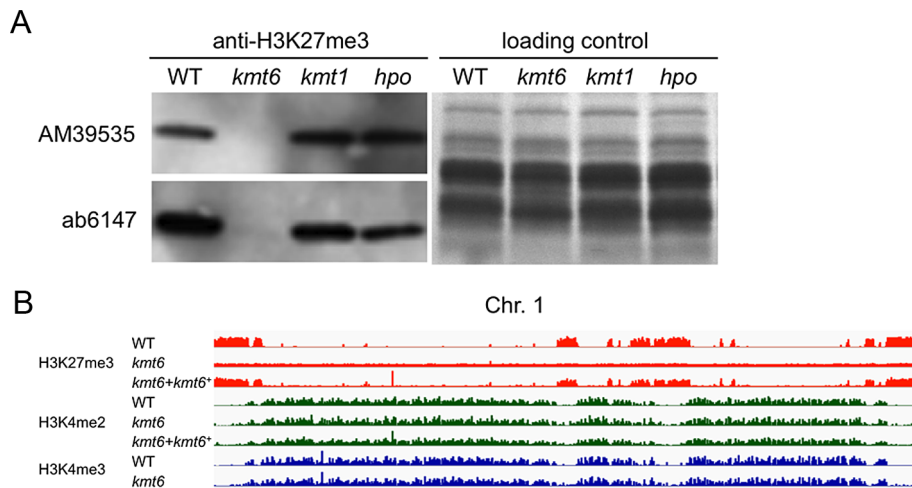 A
anti-H3K27me3 loading control
WT kmt6 kmt1 hpo WT kmt6 kmt1 hpo
AM39535
ab6147
B
Chr. 1
WT
H3K27me3 kmt6
kmt6+kmt6⁺
WT
H3K4me2 kmt6
kmt6+kmt6⁺
H3K4me3 WT
kmt6